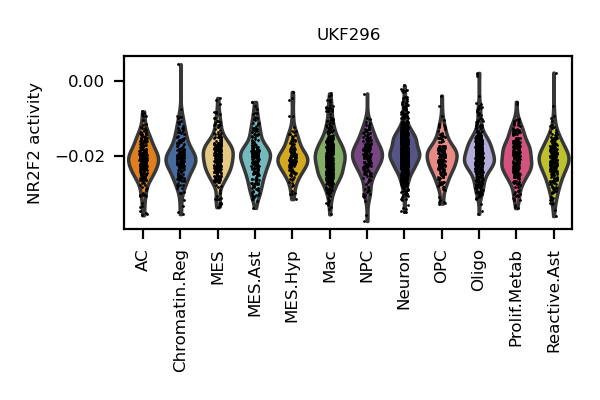 UKF296
NR2F2 activity
0.00
−0.02
AC
Chromatin.Reg
MES
MES.Ast
MES.Hyp
Mac
NPC
Neuron
OPC
Oligo
Prolif.Metab
Reactive.Ast